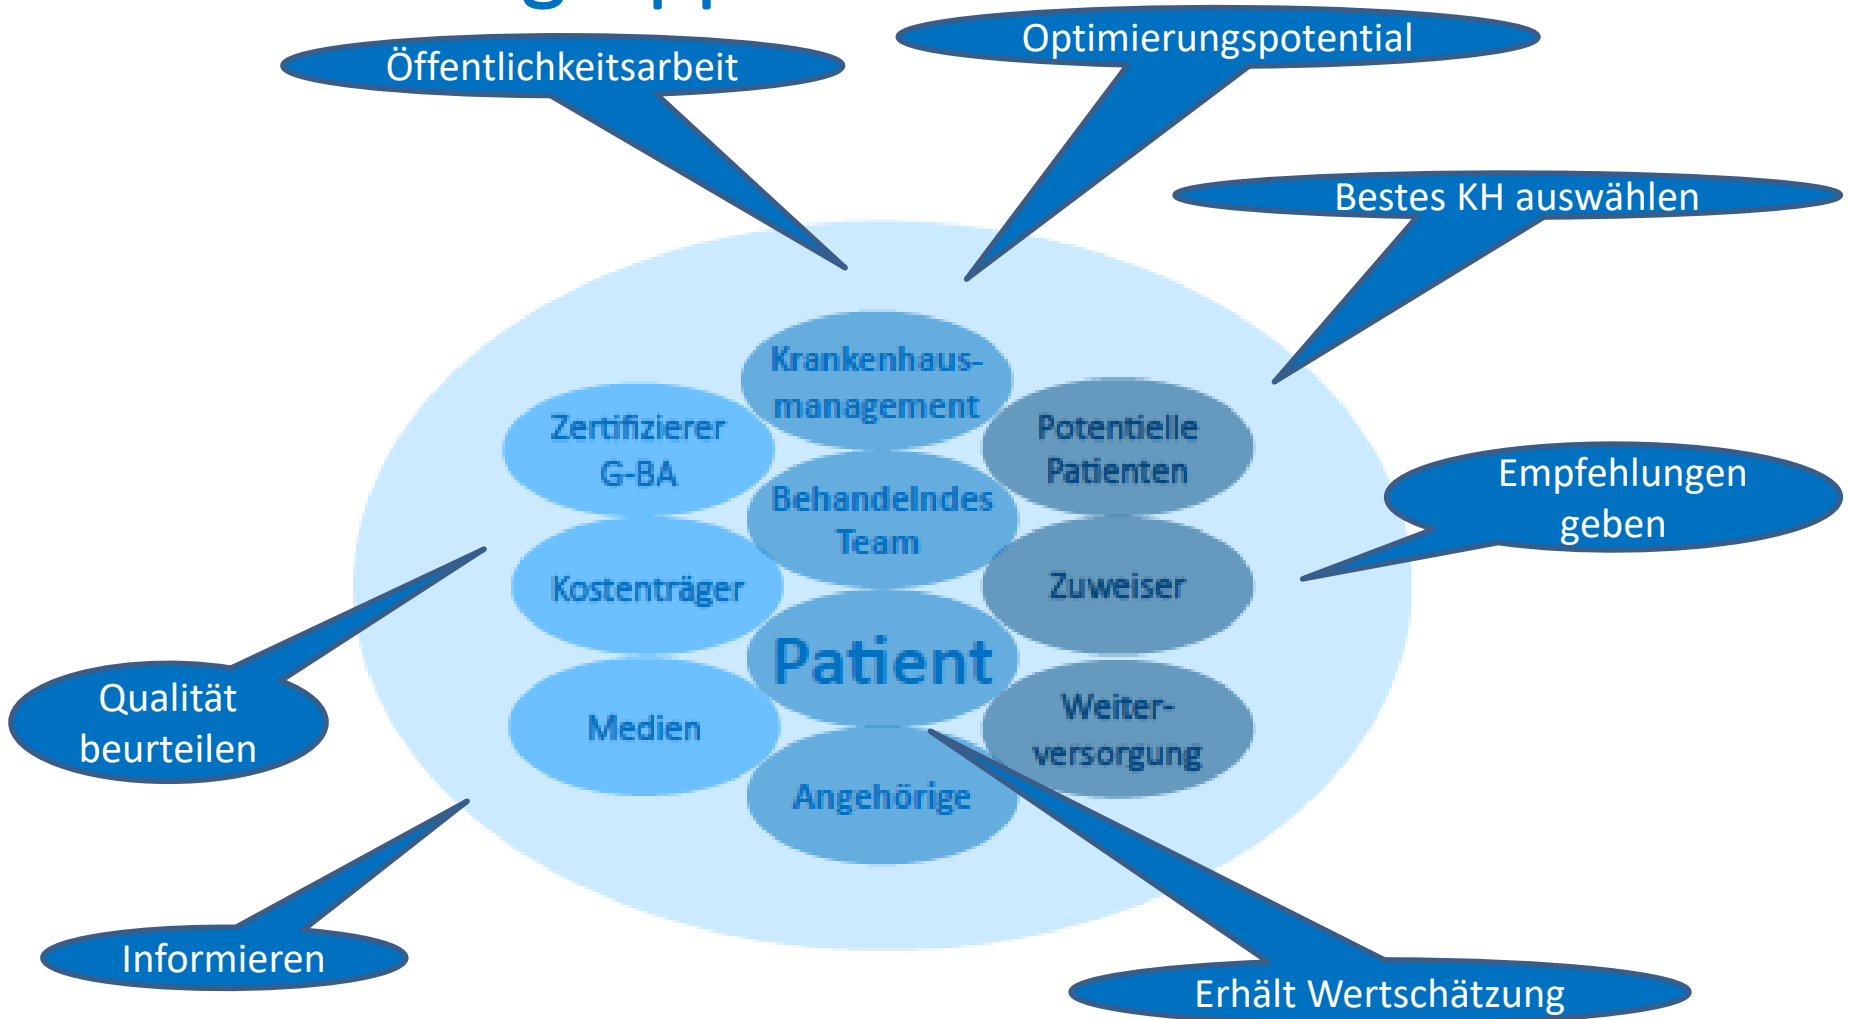 Optimierungspotential
Öffentlichkeitsarbeit
Bestes KH auswählen
Krankenhaus-
management
Zertifizierer
G-BA
Potentielle
Patienten
Behandelndes
Team
Empfehlungen
geben
Kostenträger
Zuweiser
Patient
Qualität
beurteilen
Medien
Weiter-
versorgung
Angehörige
Informieren
Erhält Wertschätzung